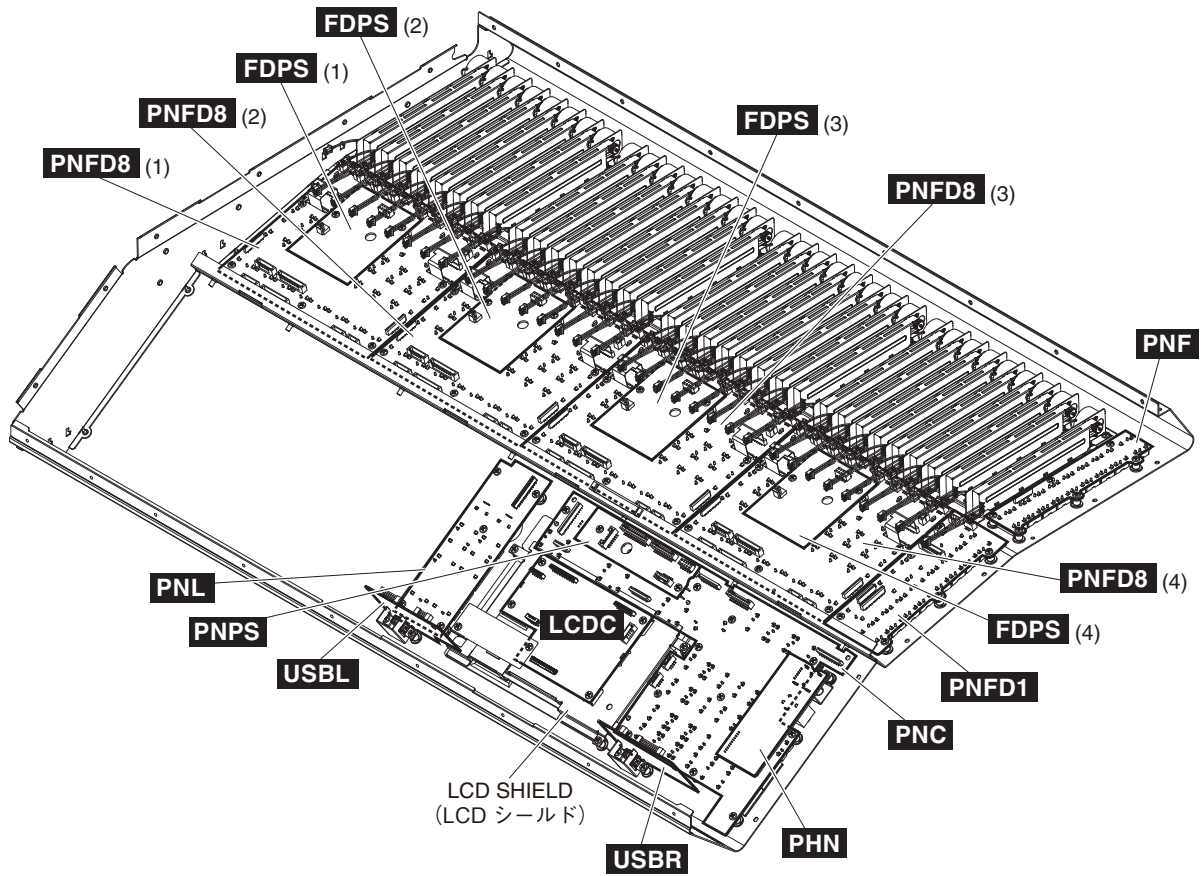 FDPS (2)
FDPS (1)
PNFD8 (2)
FDPS (3)
PNFD8 (1)
PNFD8 (3)
PNF
PNL
LCDC
PNFD8 (4)
PNPS
FDPS (4)
USBL
PNFD1
PNC
LCD SHIELD
(LCD シールド)
PHN
USBR